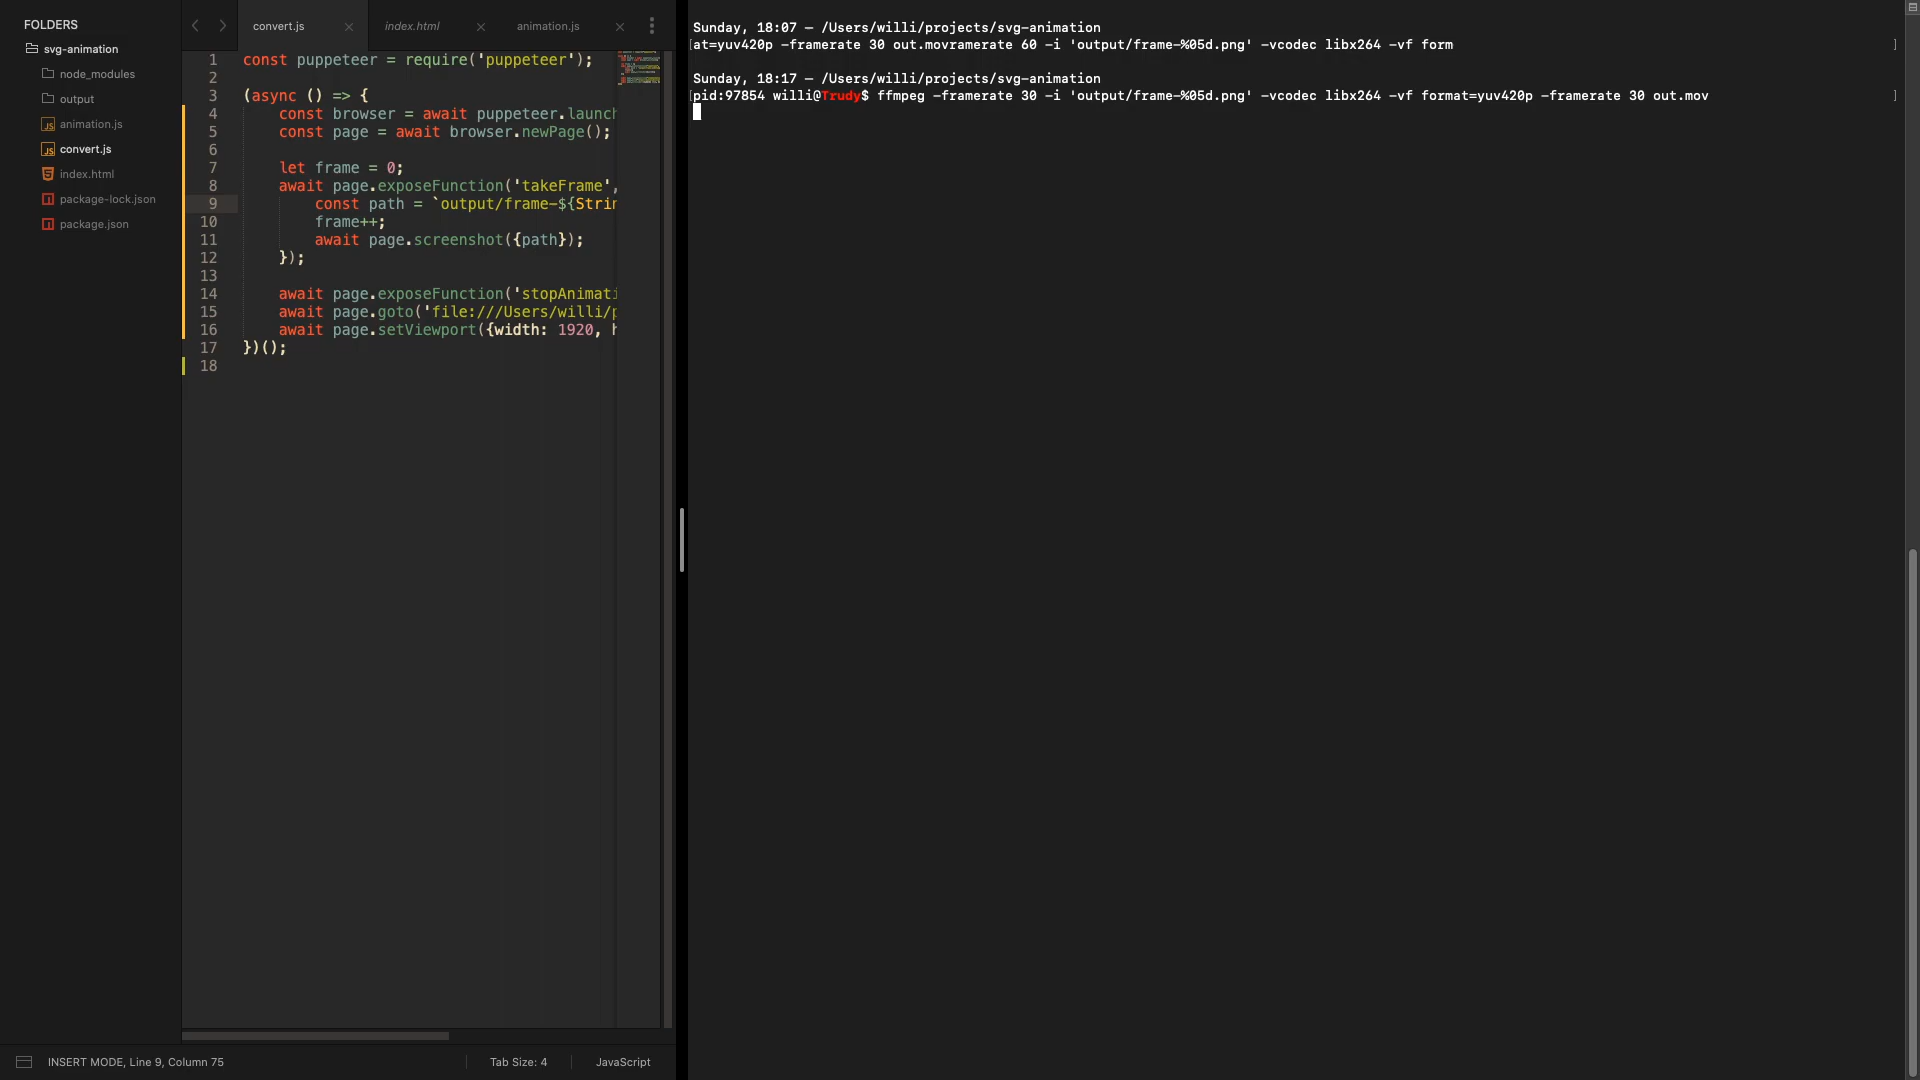 FOLDERS
svg-animation
node_modules
output
animation.js
convert.js
index.html
package-lock.json
package.json
convert.js
index.html
animation.js
1 const puppeteer = require('puppeteer');
2
3 (async () => {
4 const browser = await puppeteer.launch
5 const page = await browser.newPage();
6
7 let frame = 0;
8 await page.exposeFunction('takeFrame',
9 const path = `output/frame-${Strin
10 frame++;
11 await page.screenshot({path});
12 });
13
14 await page.exposeFunction('stopAnimati
15 await page.goto('file:///Users/willi/p
16 await page.setViewport({width: 1920, h
17 })();
18
INSERT MODE, Line 9, Column 75
Tab Size: 4
JavaScript
Sunday, 18:07 — /Users/willi/projects/svg-animation
[at=yuv420p -framerate 30 out.movramerate 60 -i 'output/frame-%05d.png' -vcodec libx264 -vf form ]
Sunday, 18:17 — /Users/willi/projects/svg-animation
[pid:97854 willi@Trudy$ ffmpeg -framerate 30 -i 'output/frame-%05d.png' -vcodec libx264 -vf format=yuv420p -framerate 30 out.mov ]